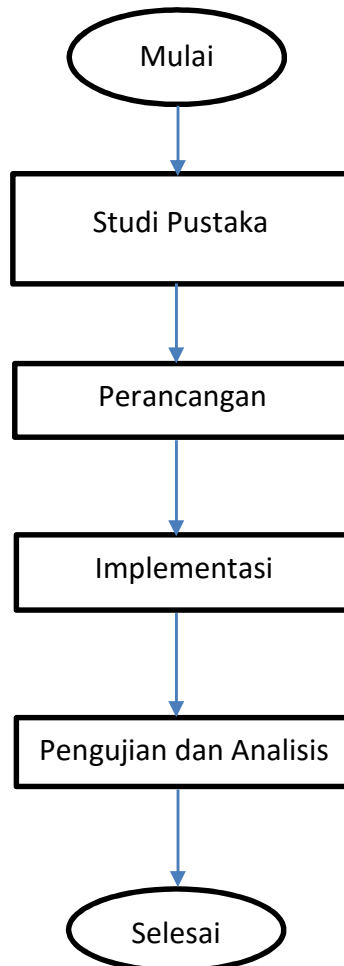 Mulai
Studi Pustaka
Perancangan
Implementasi
Pengujian dan Analisis
Selesai